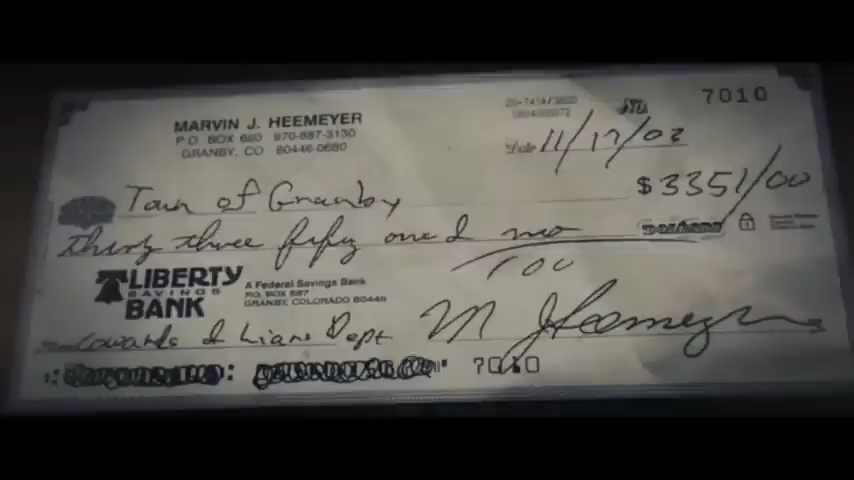 7010
MARVIN J. HEEMEYER
P.O. BOX 680 970-887-3130
GRANBY, CO 80446-0680
Date 11/17/03
Town of Granby $ 3351/00
thirty three fifty one & no/100 DOLLARS
LIBERTY
SAVINGS
BANK
A Federal Savings Bank
P.O. BOX 887
GRANBY, COLORADO 80446
Cowards & Liars Dept M J Heemeyer
7010